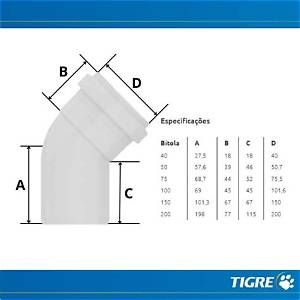 TIGRE
B
D
A
C
Especificações
Bitola A B C D
40 27,5 18 18 40
50 57,6 39 46 50,7
75 68,7 44 52,5 75
100 69 45 45 101,6
150 101,3 67 67 150
200 198 77 115 200
TIGRE